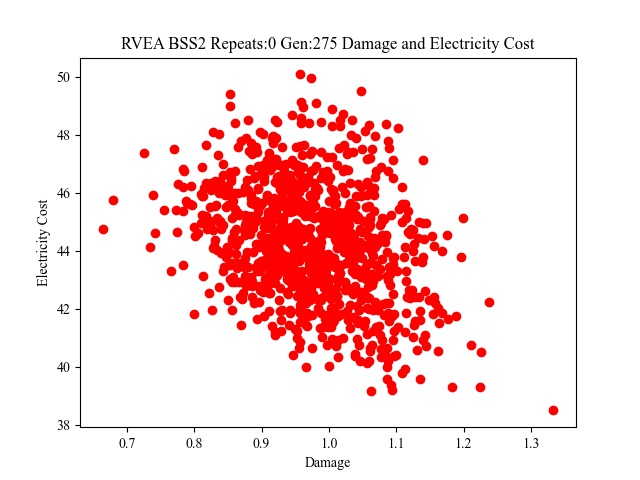 RVEA BSS2 Repeats:0 Gen:275 Damage and Electricity Cost
50
48
46
44
42
40
38
Electricity Cost
0.7 0.8 0.9 1.0 1.1 1.2 1.3
Damage